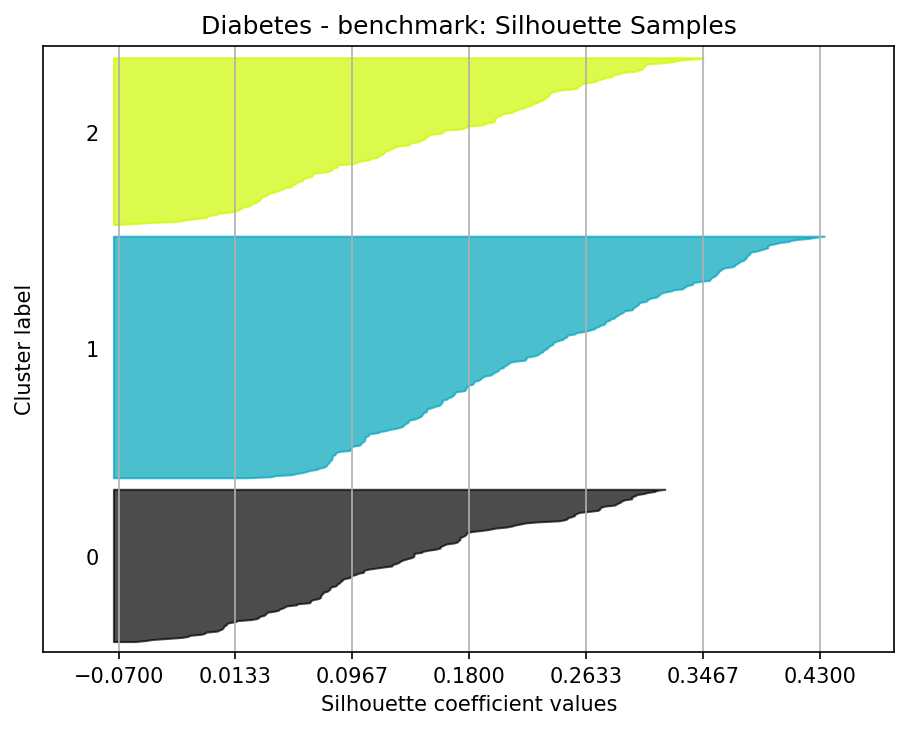 Diabetes - benchmark: Silhouette Samples
2
1
0
Cluster label
−0.0700 0.0133 0.0967 0.1800 0.2633 0.3467 0.4300
Silhouette coefficient values